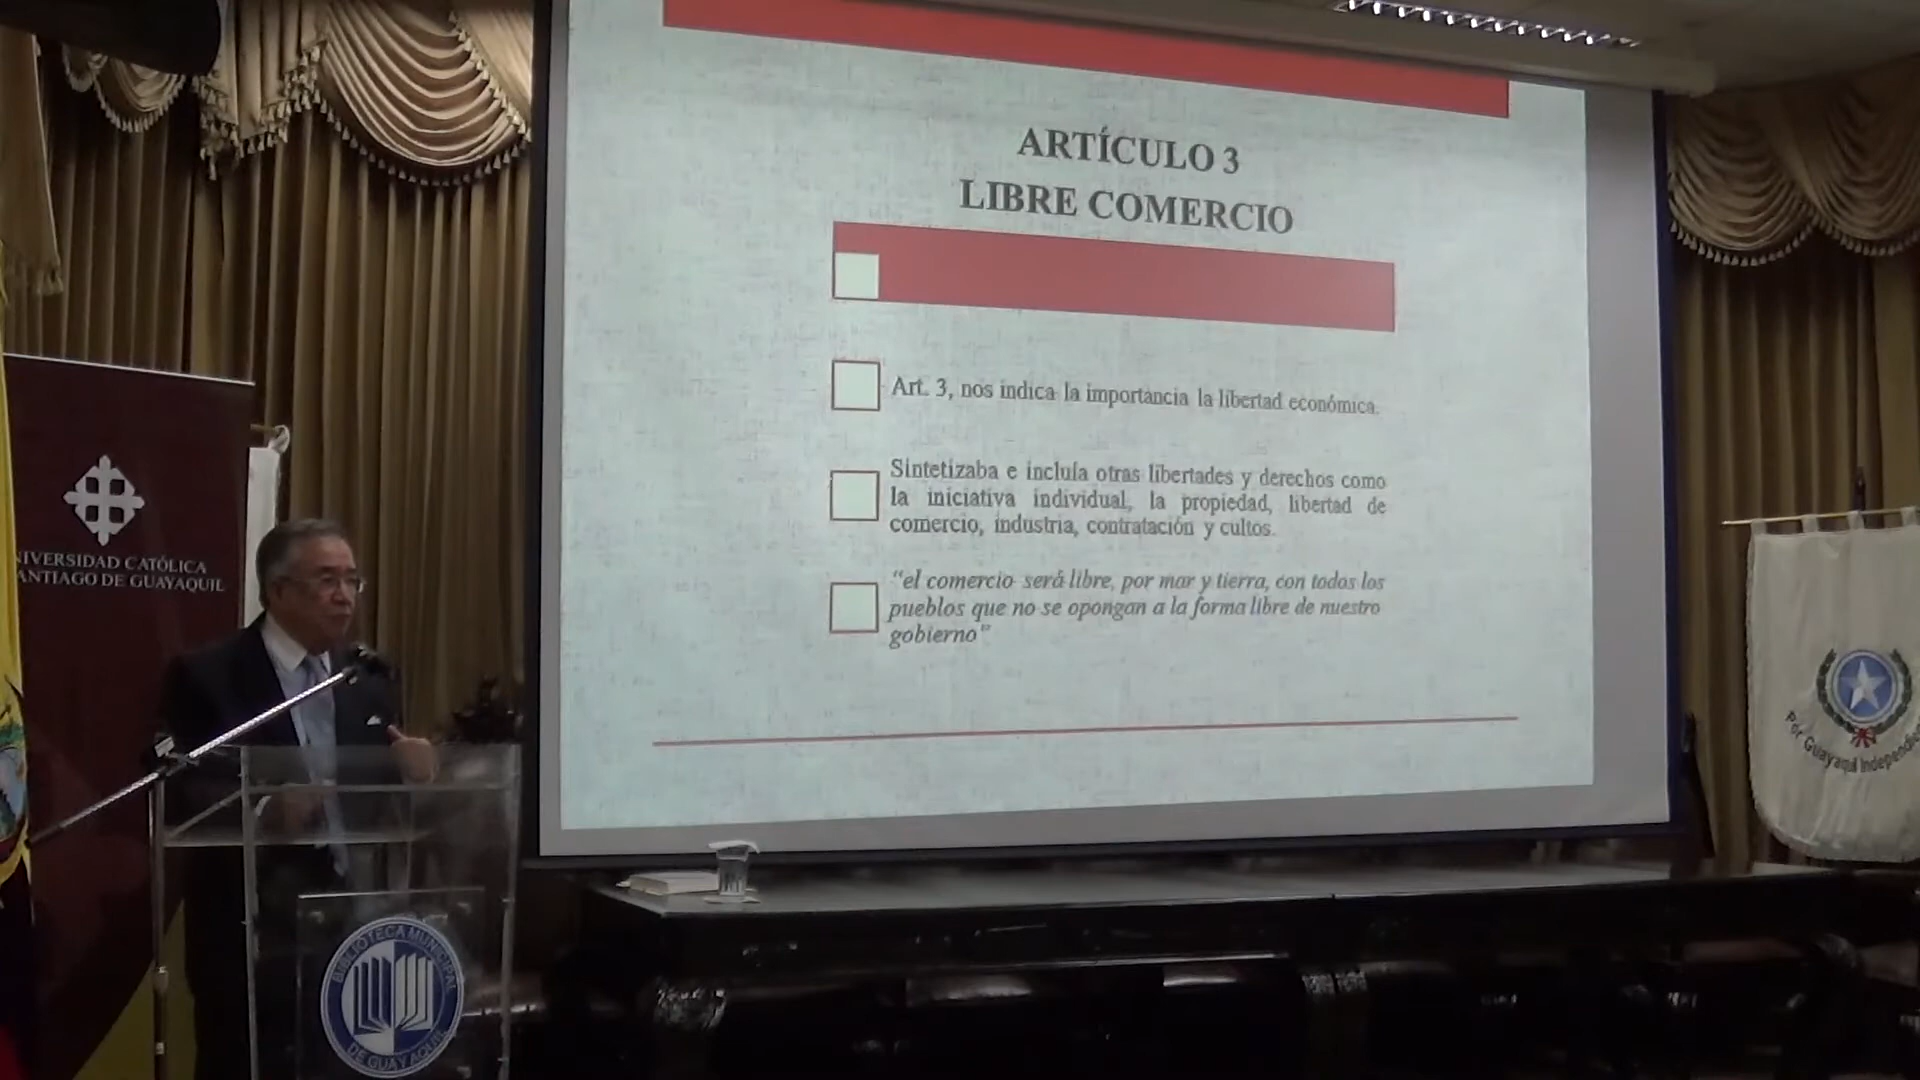 ARTÍCULO 3
LIBRE COMERCIO
Art. 3, nos indica la importancia la libertad económica.
Sintetizaba e incluía otras libertades y derechos como
la iniciativa individual, la propiedad, libertad de
comercio, industria, contratación y cultos.
"el comercio será libre, por mar y tierra, con todos los
pueblos que no se opongan a la forma libre de nuestro
gobierno"
NIVERSIDAD CATÓLICA
ANTIAGO DE GUAYAQUIL
BIBLIOTECA MUNICIPAL
DE GUAYAQUIL
Por Guayaquil Independie